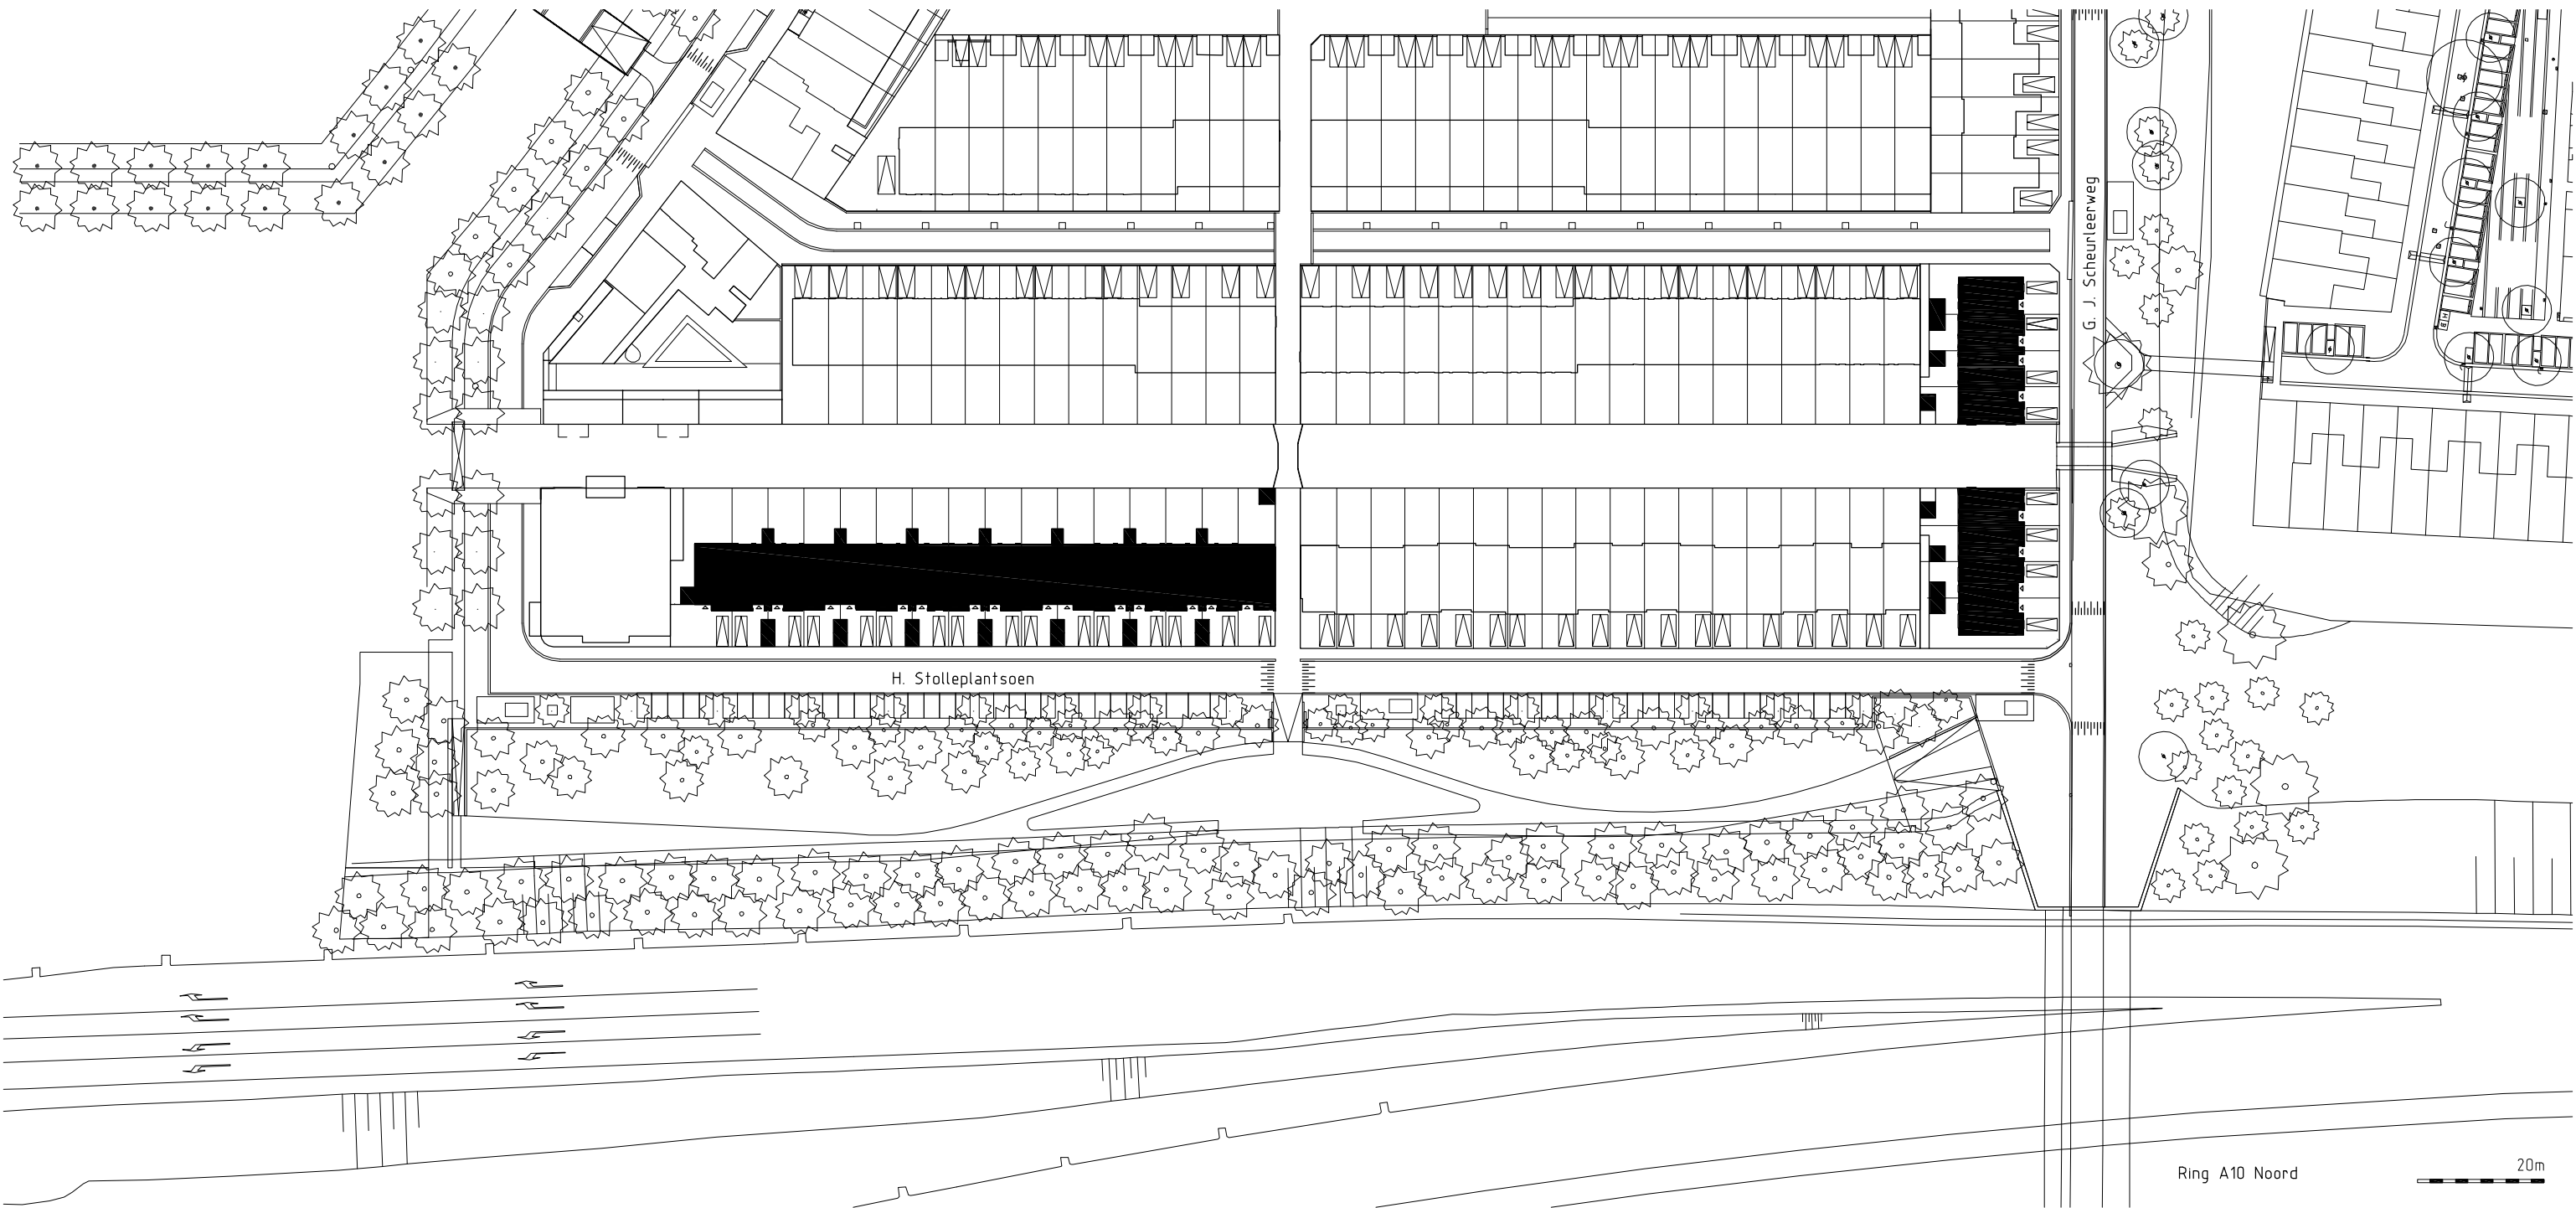 G. J. Scheurleerweg
H B
H. Stolleplantsoen
20m
Ring A10 Noord